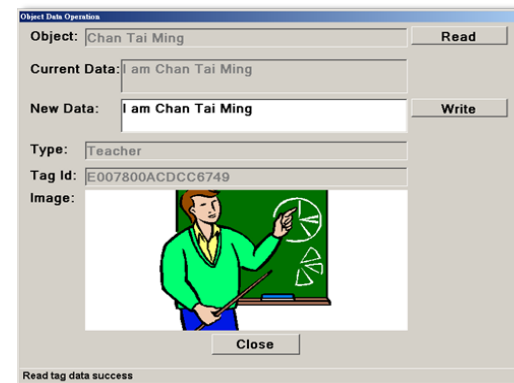 Object Data Operation
Object: Chan Tai Ming Read
Current Data: I am Chan Tai Ming
New Data: I am Chan Tai Ming Write
Type: Teacher
Tag Id: E007800ACDCC6749
Image:
Close
Read tag data success